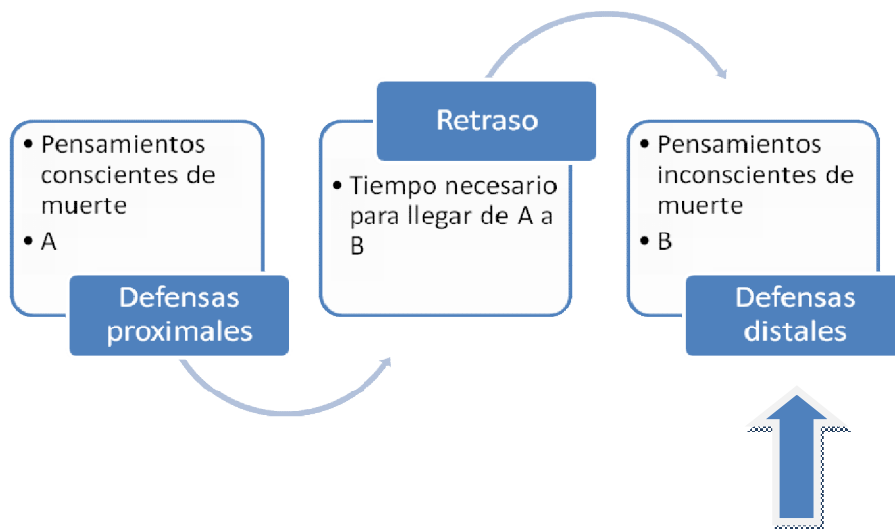 • Pensamientos
conscientes de
muerte
• A
Defensas
proximales
Retraso
• Tiempo necesario
para llegar de A a
B
• Pensamientos
inconscientes de
muerte
• B
Defensas
distales